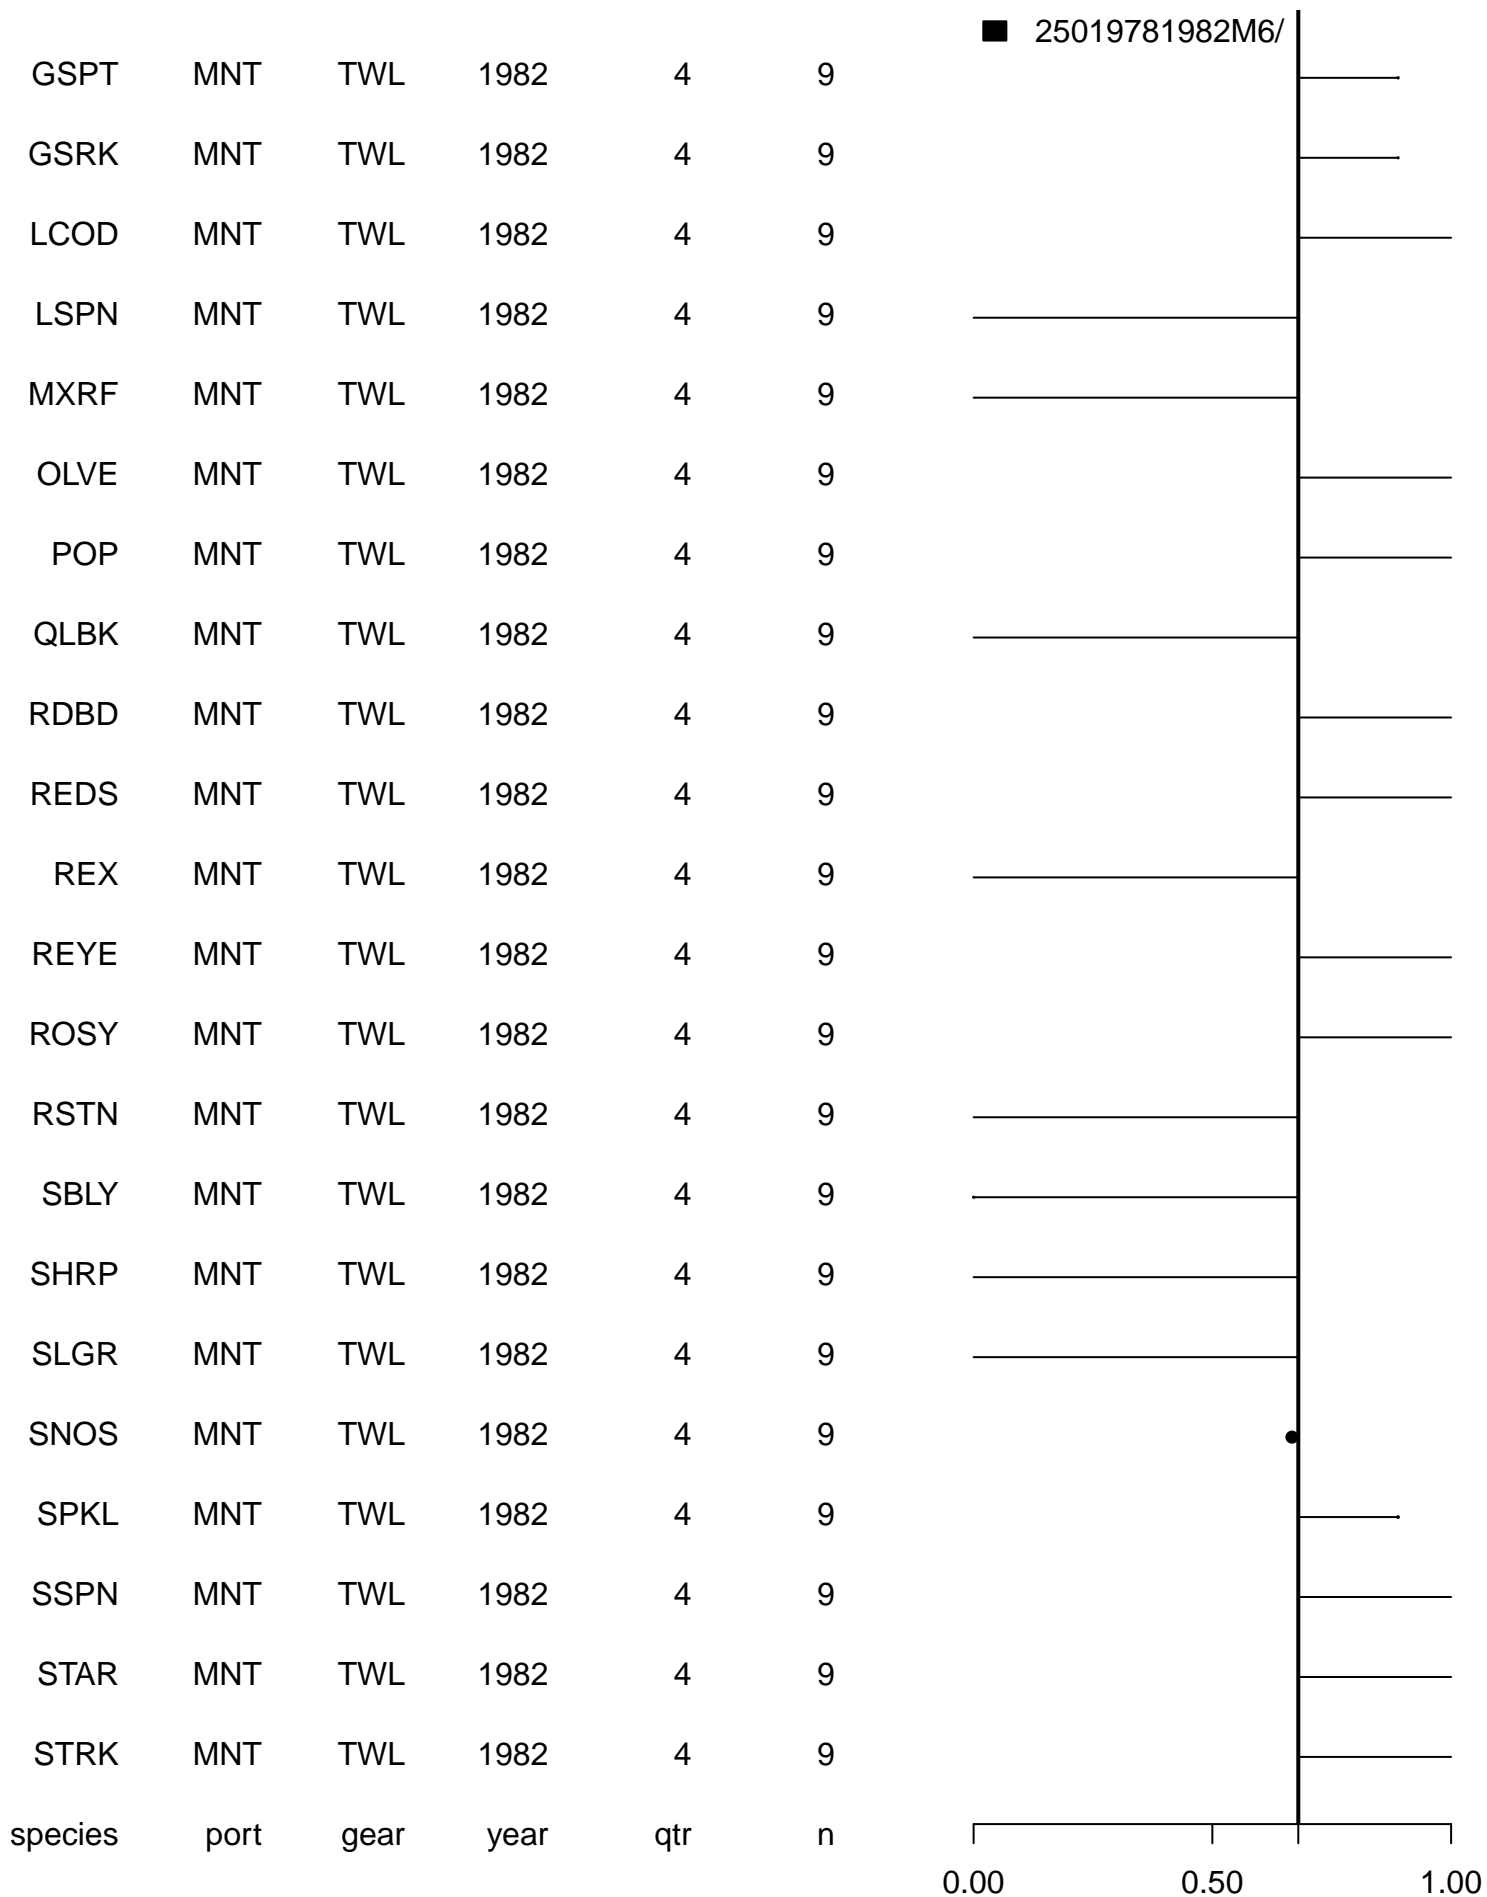 25019781982M6/
GSPT MNT TWL 1982 4 9
GSRK MNT TWL 1982 4 9
LCOD MNT TWL 1982 4 9
LSPN MNT TWL 1982 4 9
MXRF MNT TWL 1982 4 9
OLVE MNT TWL 1982 4 9
POP MNT TWL 1982 4 9
QLBK MNT TWL 1982 4 9
RDBD MNT TWL 1982 4 9
REDS MNT TWL 1982 4 9
REX MNT TWL 1982 4 9
REYE MNT TWL 1982 4 9
ROSY MNT TWL 1982 4 9
RSTN MNT TWL 1982 4 9
SBLY MNT TWL 1982 4 9
SHRP MNT TWL 1982 4 9
SLGR MNT TWL 1982 4 9
SNOS MNT TWL 1982 4 9
SPKL MNT TWL 1982 4 9
SSPN MNT TWL 1982 4 9
STAR MNT TWL 1982 4 9
STRK MNT TWL 1982 4 9
species port gear year qtr n
0.00 0.50 1.00